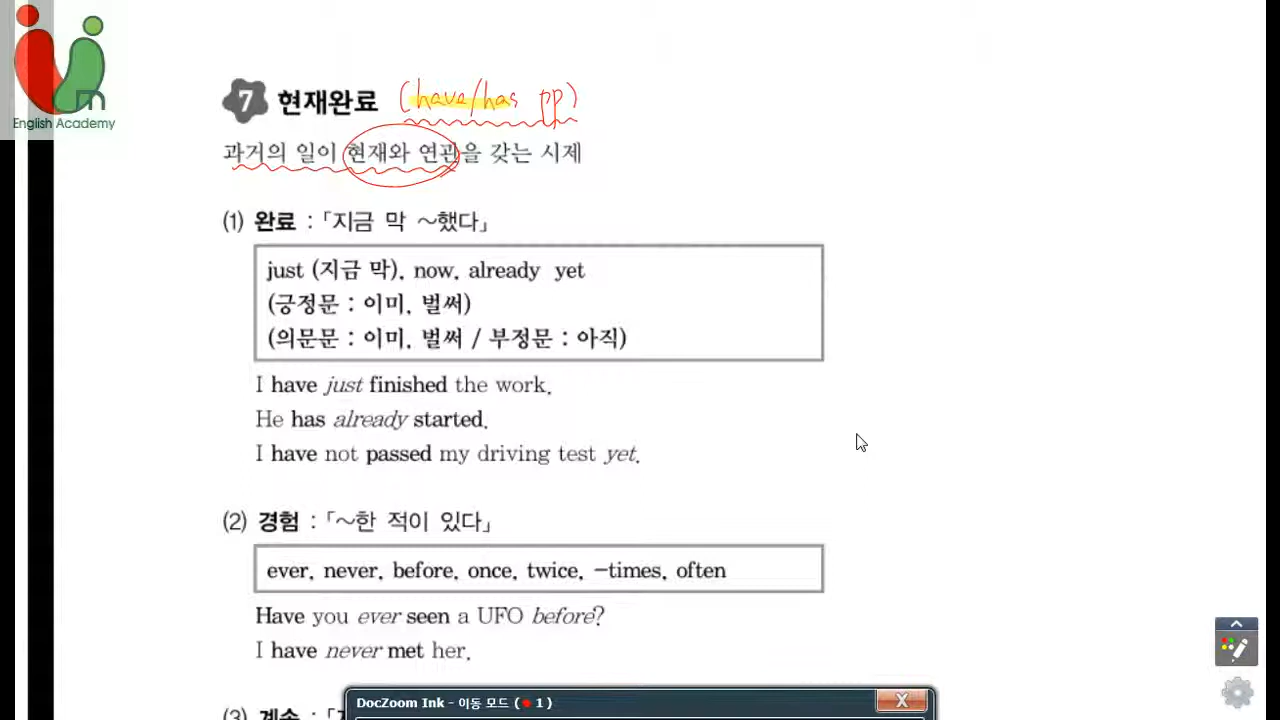 m
English Academy
7 현재완료 (have/has pp)
과거의 일이 현재와 연관을 갖는 시제
(1) 완료 : 「지금 막 ~했다」
just (지금 막), now, already yet
(긍정문 : 이미, 벌써)
(의문문 : 이미, 벌써 / 부정문 : 아직)
I have just finished the work.
He has already started.
I have not passed my driving test yet.
(2) 경험 : 「~한 적이 있다」
ever, never, before, once, twice, -times, often
Have you ever seen a UFO before?
I have never met her.
(3) 계속 : 「
DocZoom Ink - 이동 모드 ( 1 )